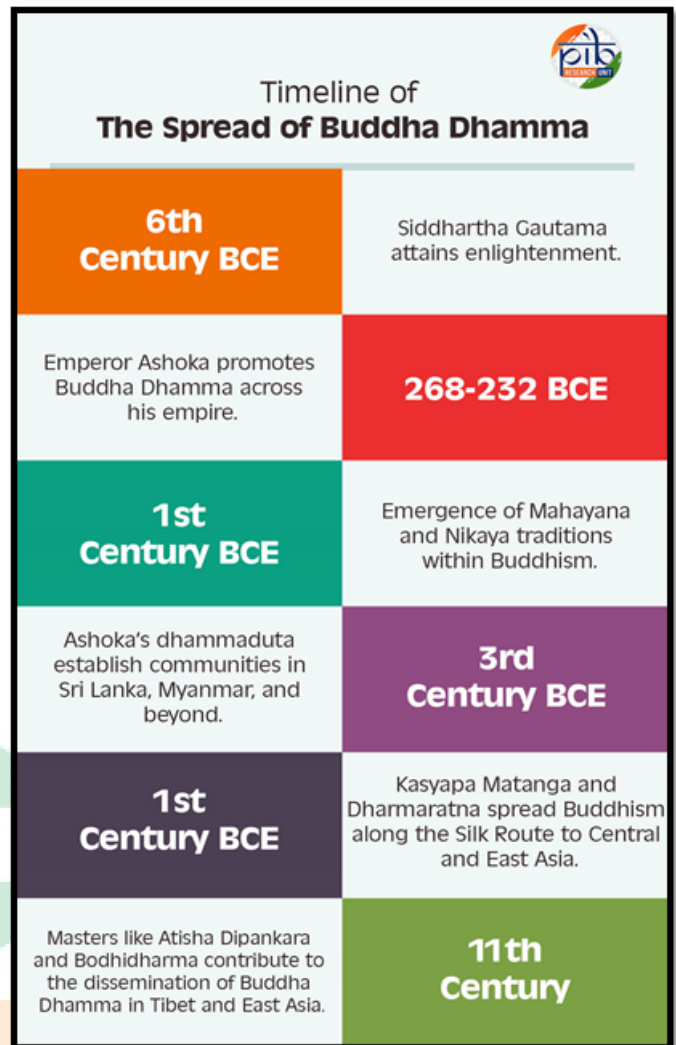 pib
RESEARCH UNIT
Timeline of
The Spread of Buddha Dhamma
6th
Century BCE
Siddhartha Gautama
attains enlightenment.
Emperor Ashoka promotes
Buddha Dhamma across
his empire.
268-232 BCE
1st
Century BCE
Emergence of Mahayana
and Nikaya traditions
within Buddhism.
Ashoka's dhammaduta
establish communities in
Sri Lanka, Myanmar, and
beyond.
3rd
Century BCE
1st
Century BCE
Kasyapa Matanga and
Dharmaratna spread Buddhism
along the Silk Route to Central
and East Asia.
Masters like Atisha Dipankara
and Bodhidharma contribute to
the dissemination of Buddha
Dhamma in Tibet and East Asia.
11th
Century